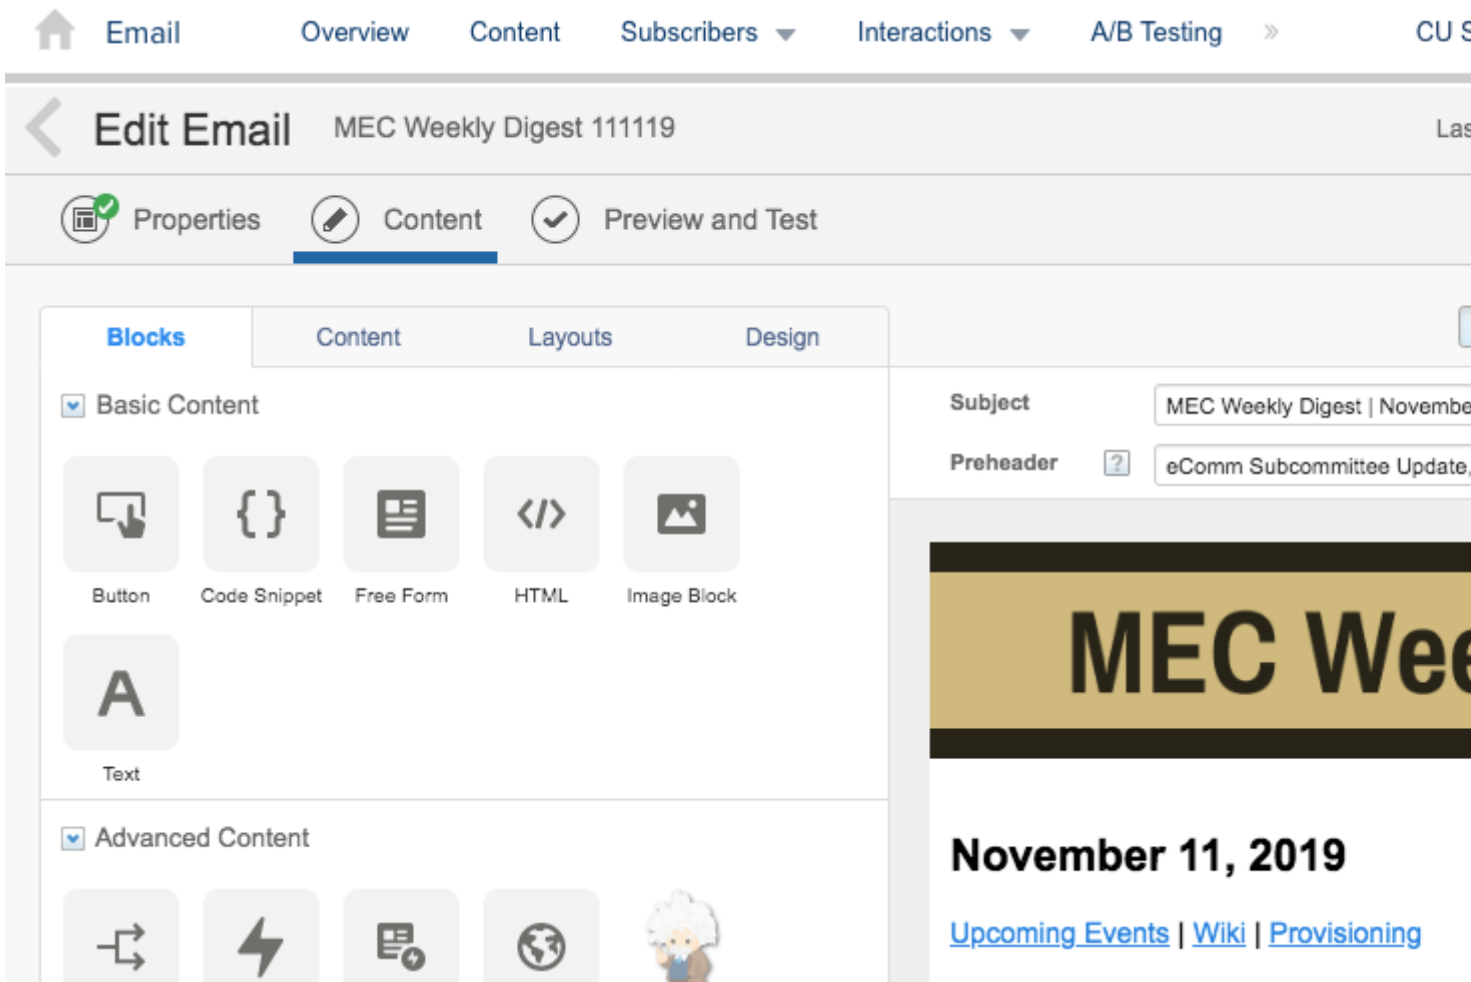 Email Overview Content Subscribers Interactions A/B Testing » CU
Edit Email MEC Weekly Digest 111119
Properties Content Preview and Test
Blocks Content Layouts Design
Basic Content
Button Code Snippet Free Form HTML Image Block
A
Text
Advanced Content
Subject MEC Weekly Digest | Novembe
Preheader ? eComm Subcommittee Update,
MEC Wee
November 11, 2019
Upcoming Events | Wiki | Provisioning